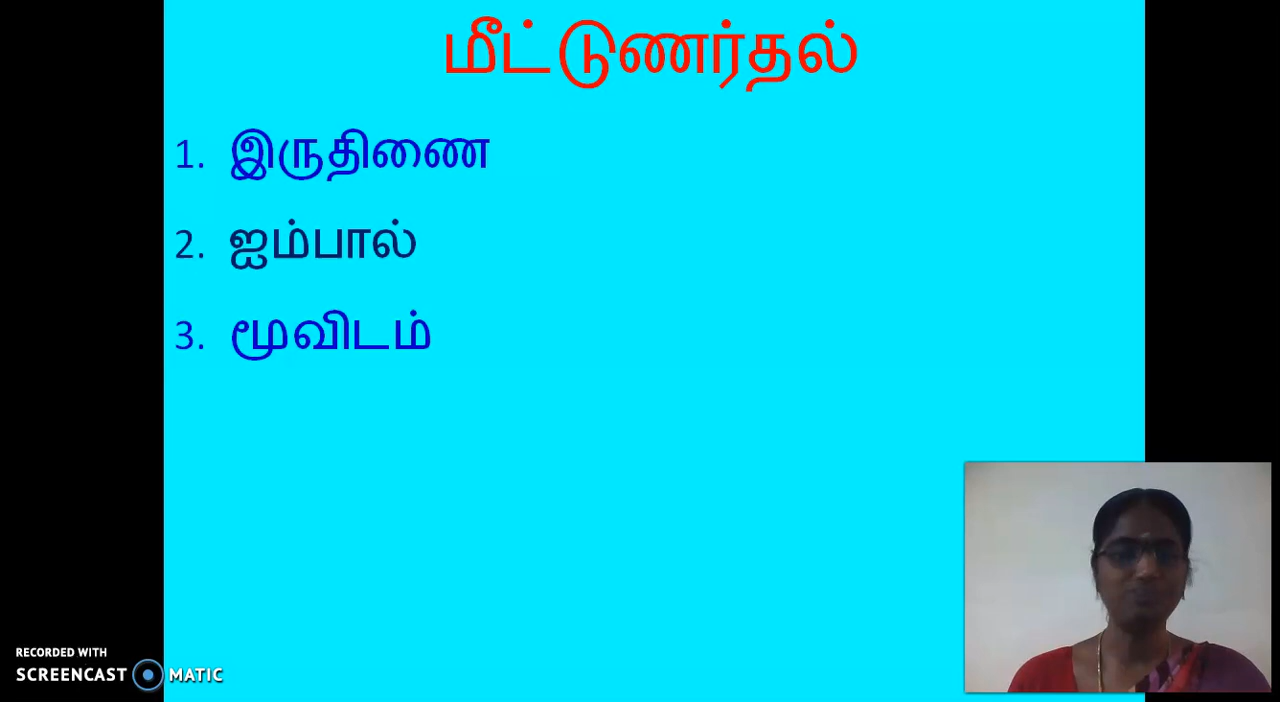 மீட்டுணர்தல்
1. இருதிணை
2. ஐம்பால்
3. மூவிடம்
RECORDED WITH
SCREENCAST MATIC